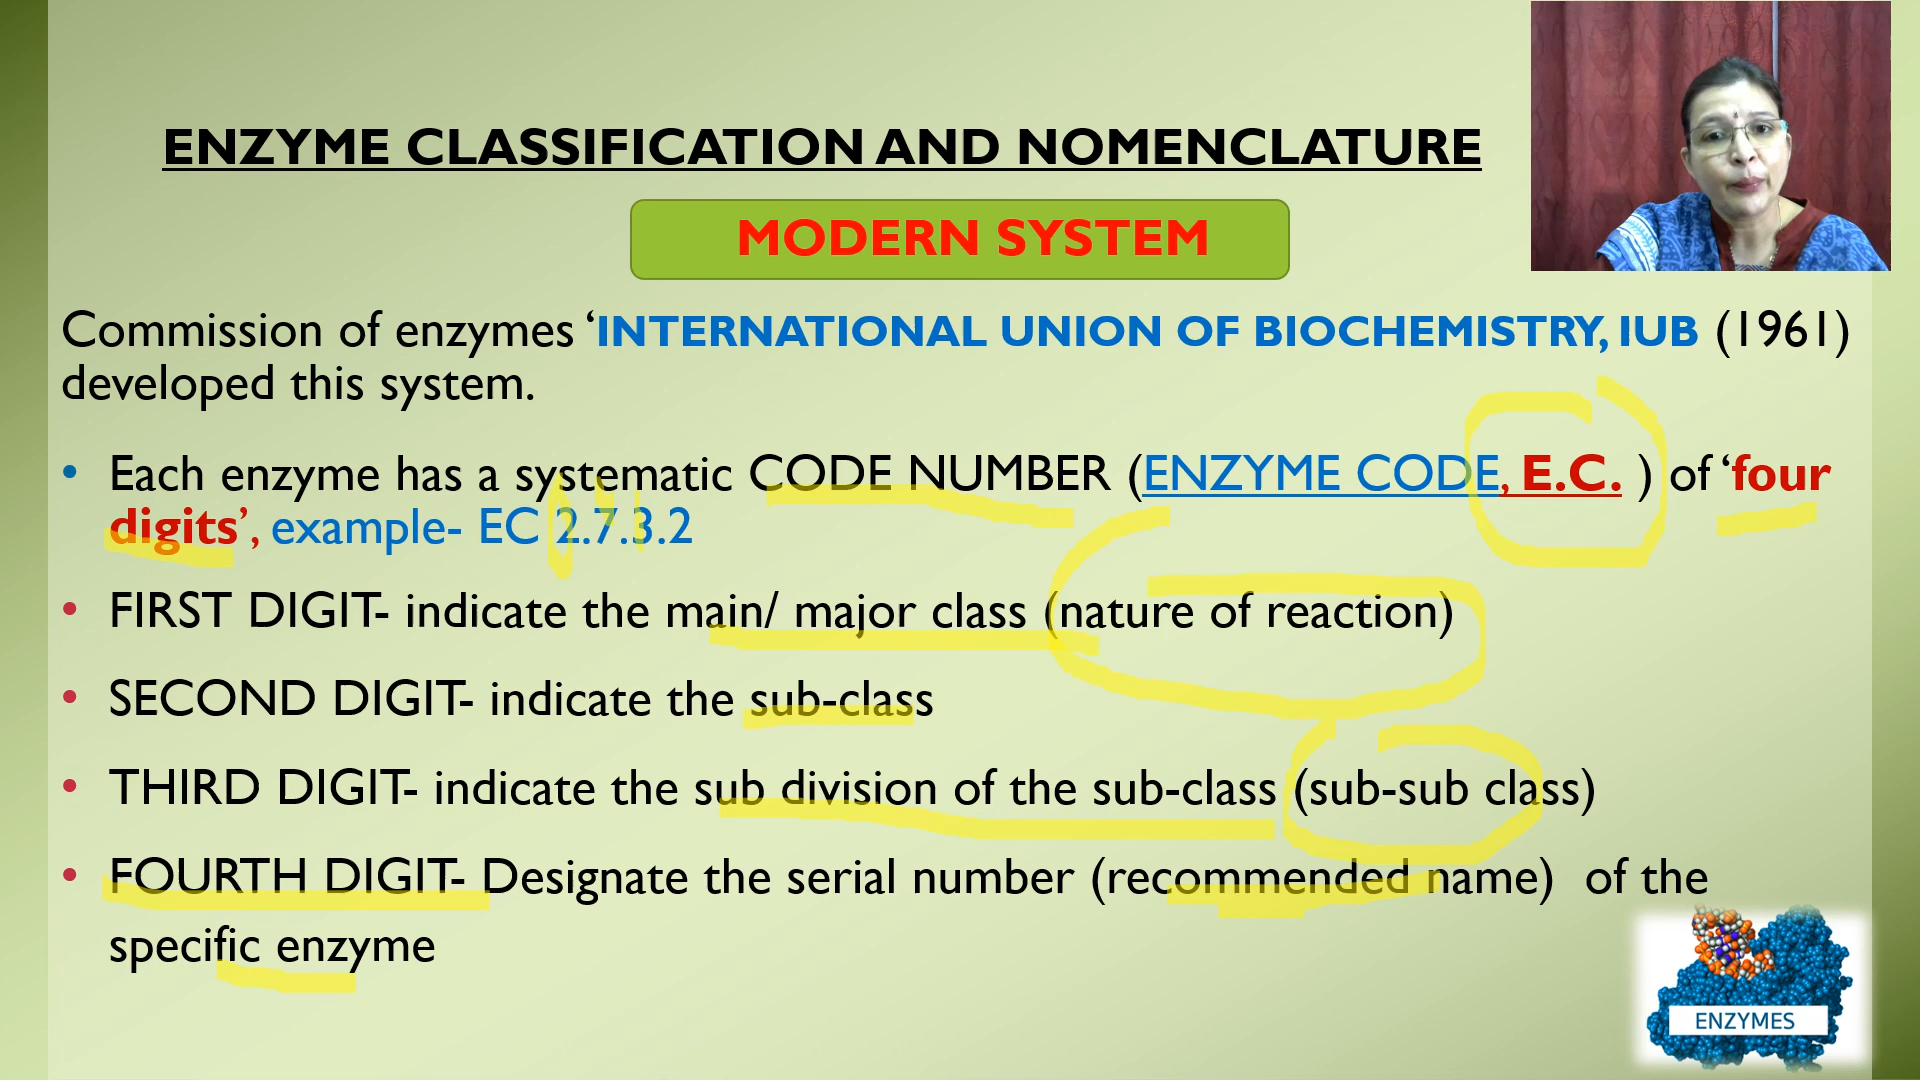 ENZYME CLASSIFICATION AND NOMENCLATURE
MODERN SYSTEM
Commission of enzymes ‘INTERNATIONAL UNION OF BIOCHEMISTRY, IUB (1961)
developed this system.
• Each enzyme has a systematic CODE NUMBER (ENZYME CODE, E.C. ) of ‘four
digits’, example- EC 2.7.3.2
• FIRST DIGIT- indicate the main/ major class (nature of reaction)
• SECOND DIGIT- indicate the sub-class
• THIRD DIGIT- indicate the sub division of the sub-class (sub-sub class)
• FOURTH DIGIT- Designate the serial number (recommended name) of the
specific enzyme
ENZYMES